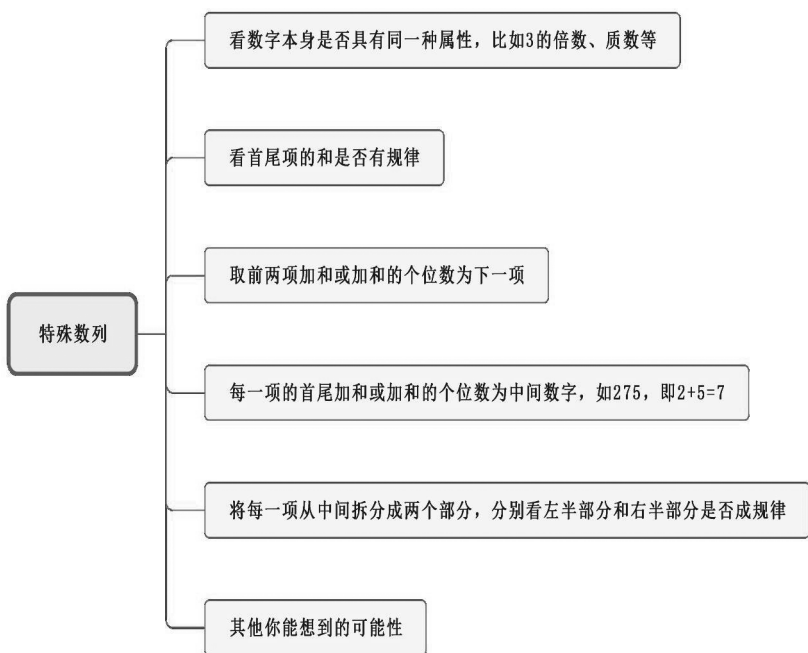 看数字本身是否具有同一种属性，比如3的倍数、质数等
看首尾项的和是否有规律
取前两项加和或加和的个位数为下一项
特殊数列
每一项的首尾加和或加和的个位数为中间数字，如275，即2+5=7
将每一项从中间拆分成两个部分，分别看左半部分和右半部分是否成规律
其他你能想到的可能性